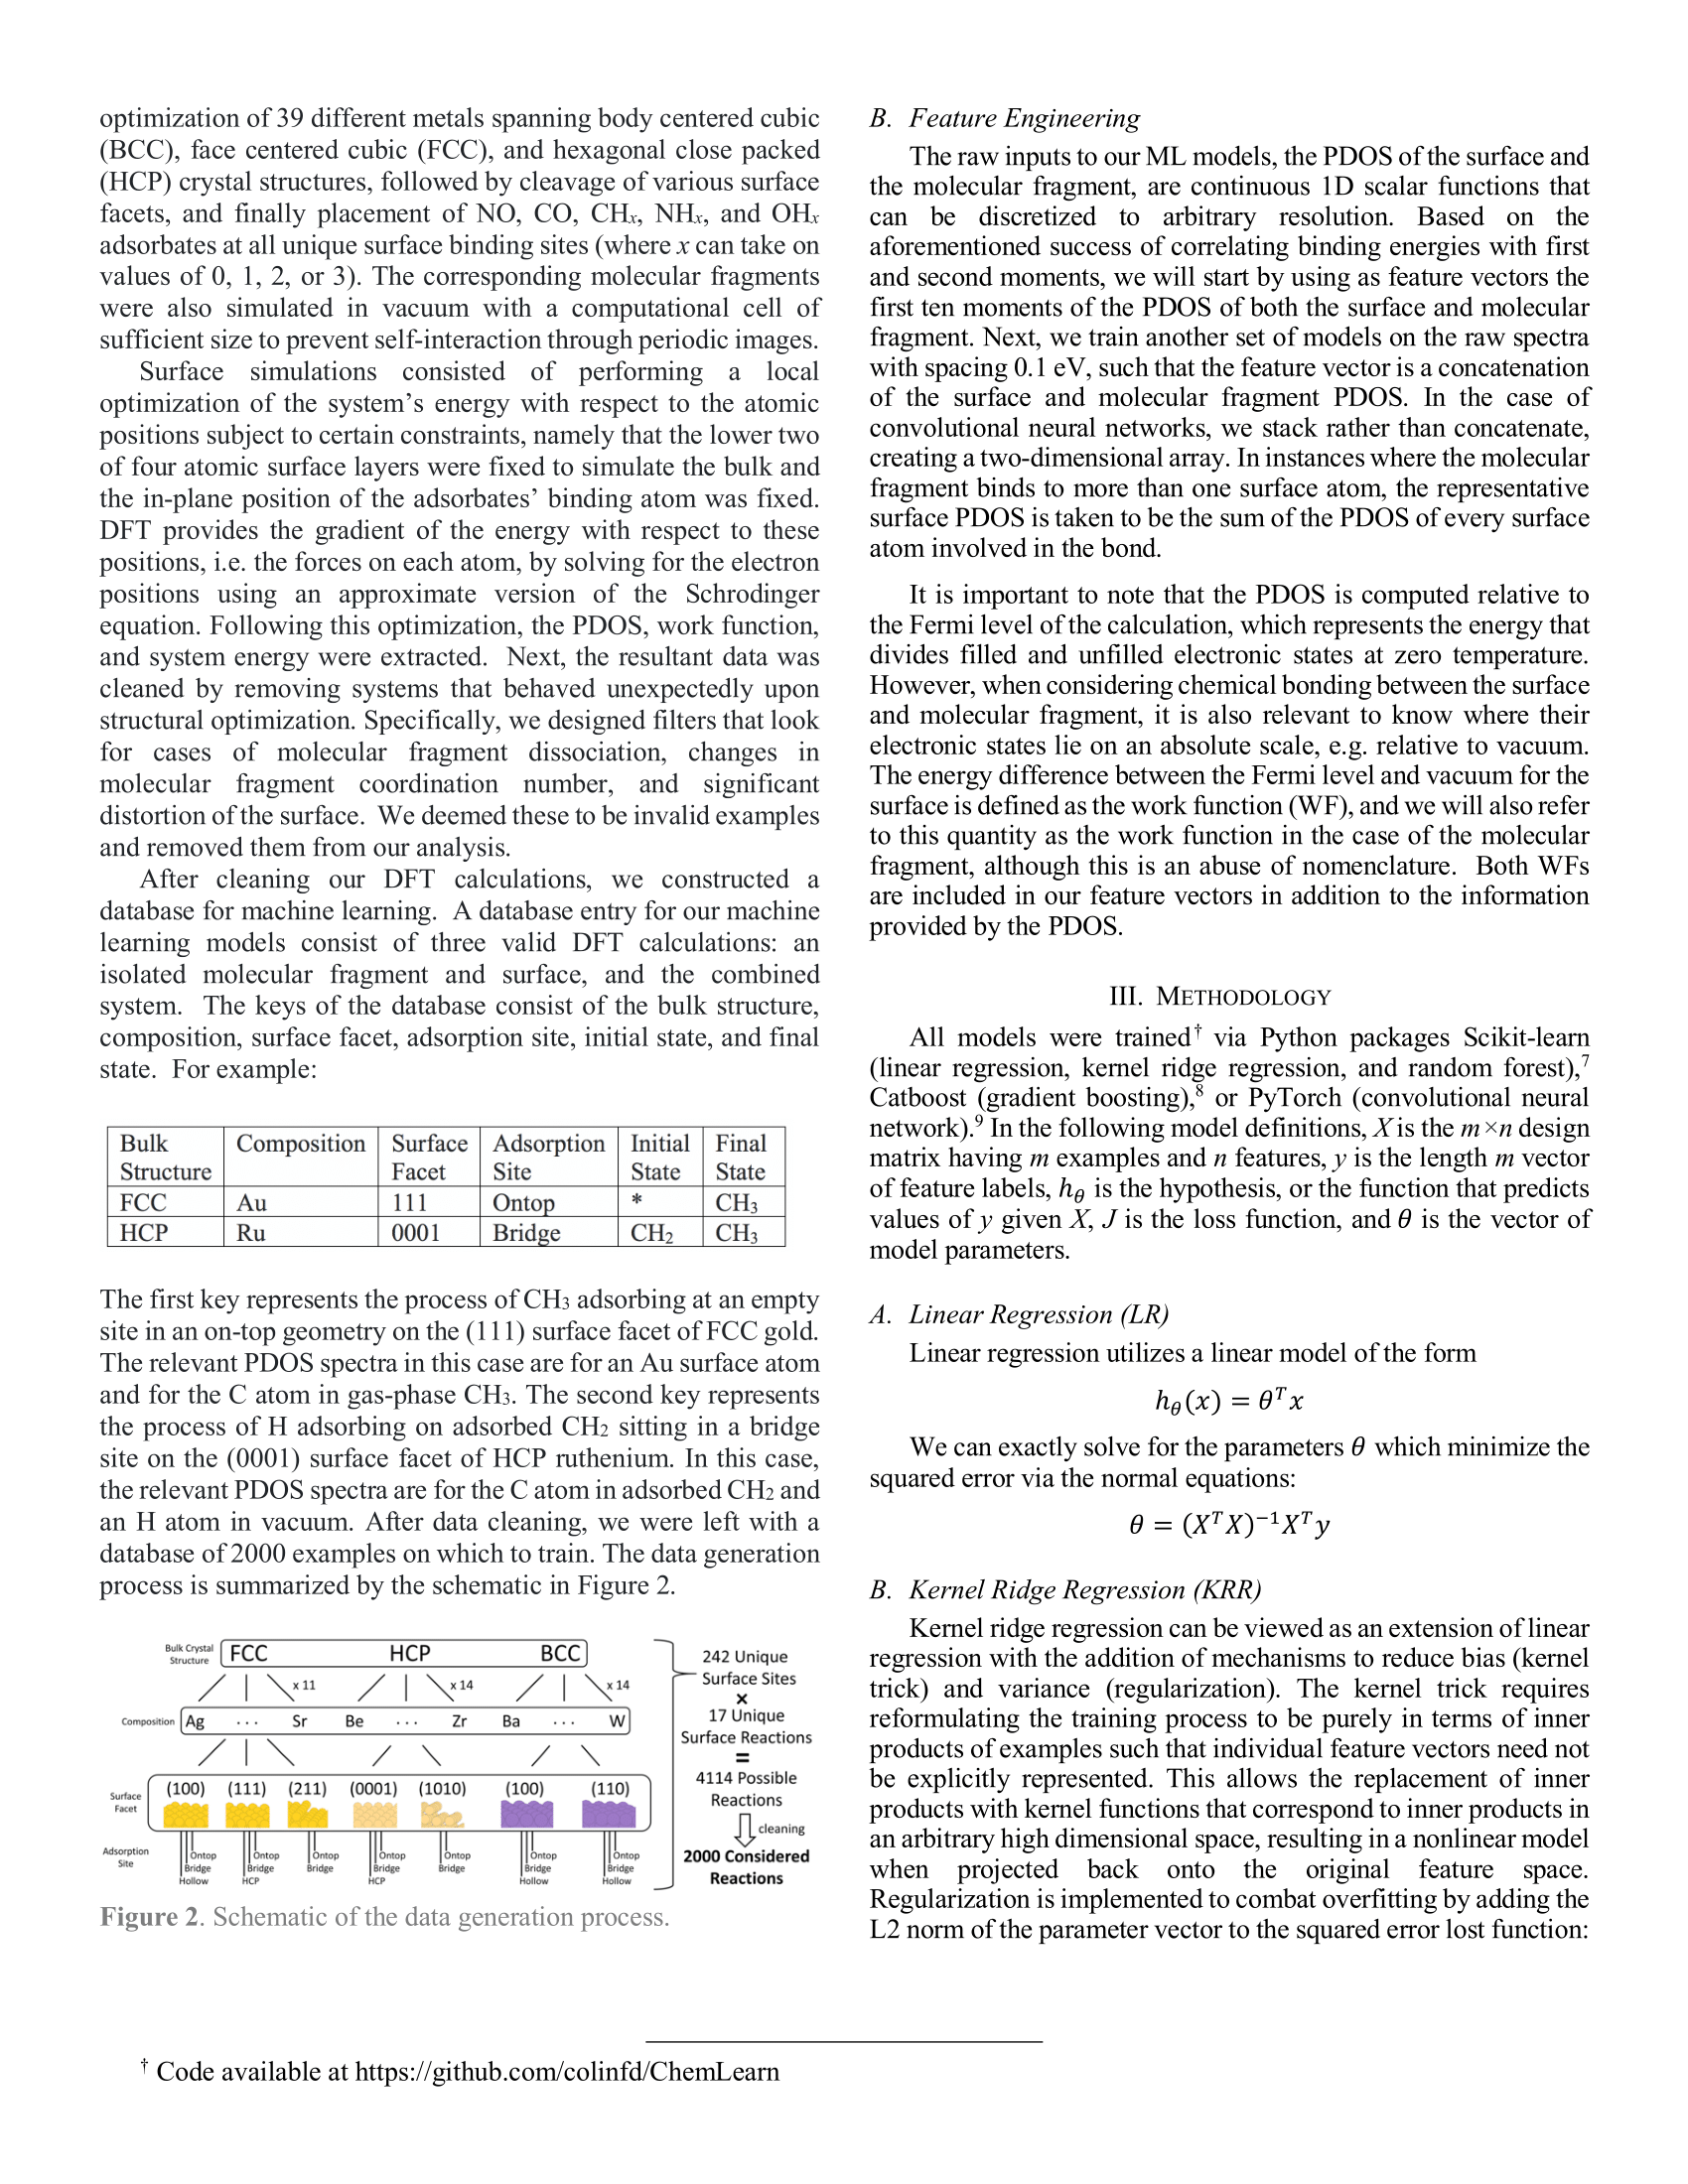 optimization of 39 different metals spanning body centered cubic
(BCC), face centered cubic (FCC), and hexagonal close packed
(HCP) crystal structures, followed by cleavage of various surface
facets, and finally placement of NO, CO, CHx, NHx, and OHx
adsorbates at all unique surface binding sites (where x can take on
values of 0, 1, 2, or 3). The corresponding molecular fragments
were also simulated in vacuum with a computational cell of
sufficient size to prevent self-interaction through periodic images.
Surface simulations consisted of performing a local
optimization of the system’s energy with respect to the atomic
positions subject to certain constraints, namely that the lower two
of four atomic surface layers were fixed to simulate the bulk and
the in-plane position of the adsorbates’ binding atom was fixed.
DFT provides the gradient of the energy with respect to these
positions, i.e. the forces on each atom, by solving for the electron
positions using an approximate version of the Schrodinger
equation. Following this optimization, the PDOS, work function,
and system energy were extracted. Next, the resultant data was
cleaned by removing systems that behaved unexpectedly upon
structural optimization. Specifically, we designed filters that look
for cases of molecular fragment dissociation, changes in
molecular fragment coordination number, and significant
distortion of the surface. We deemed these to be invalid examples
and removed them from our analysis.
After cleaning our DFT calculations, we constructed a
database for machine learning. A database entry for our machine
learning models consist of three valid DFT calculations: an
isolated molecular fragment and surface, and the combined
system. The keys of the database consist of the bulk structure,
composition, surface facet, adsorption site, initial state, and final
state. For example:
Bulk Structure Composition Surface Facet Adsorption Site Initial State Final State
FCC Au 111 Ontop * CH₃
HCP Ru 0001 Bridge CH₂ CH₃
The first key represents the process of CH₃ adsorbing at an empty
site in an on-top geometry on the (111) surface facet of FCC gold.
The relevant PDOS spectra in this case are for an Au surface atom
and for the C atom in gas-phase CH₃. The second key represents
the process of H adsorbing on adsorbed CH₂ sitting in a bridge
site on the (0001) surface facet of HCP ruthenium. In this case,
the relevant PDOS spectra are for the C atom in adsorbed CH₂ and
an H atom in vacuum. After data cleaning, we were left with a
database of 2000 examples on which to train. The data generation
process is summarized by the schematic in Figure 2.
Bulk Crystal Structure FCC HCP BCC
x 11 x 14 x 14
Composition Ag ... Sr Be ... Zr Ba ... W
Surface Facet (100) (111) (211) (0001) (1010) (100) (110)
Adsorption Site
Ontop Ontop Ontop Ontop Ontop Ontop Ontop
Bridge Bridge Bridge Bridge Bridge Bridge Bridge
Hollow HCP HCP Hollow Hollow
242 Unique
Surface Sites
×
17 Unique
Surface Reactions
=
4114 Possible
Reactions
cleaning
2000 Considered
Reactions
Figure 2. Schematic of the data generation process.
B. Feature Engineering
The raw inputs to our ML models, the PDOS of the surface and
the molecular fragment, are continuous 1D scalar functions that
can be discretized to arbitrary resolution. Based on the
aforementioned success of correlating binding energies with first
and second moments, we will start by using as feature vectors the
first ten moments of the PDOS of both the surface and molecular
fragment. Next, we train another set of models on the raw spectra
with spacing 0.1 eV, such that the feature vector is a concatenation
of the surface and molecular fragment PDOS. In the case of
convolutional neural networks, we stack rather than concatenate,
creating a two-dimensional array. In instances where the molecular
fragment binds to more than one surface atom, the representative
surface PDOS is taken to be the sum of the PDOS of every surface
atom involved in the bond.
It is important to note that the PDOS is computed relative to
the Fermi level of the calculation, which represents the energy that
divides filled and unfilled electronic states at zero temperature.
However, when considering chemical bonding between the surface
and molecular fragment, it is also relevant to know where their
electronic states lie on an absolute scale, e.g. relative to vacuum.
The energy difference between the Fermi level and vacuum for the
surface is defined as the work function (WF), and we will also refer
to this quantity as the work function in the case of the molecular
fragment, although this is an abuse of nomenclature. Both WFs
are included in our feature vectors in addition to the information
provided by the PDOS.
III. METHODOLOGY
All models were trained† via Python packages Scikit-learn
(linear regression, kernel ridge regression, and random forest),⁷
Catboost (gradient boosting),⁸ or PyTorch (convolutional neural
network).⁹ In the following model definitions, X is the m×n design
matrix having m examples and n features, y is the length m vector
of feature labels, hθ is the hypothesis, or the function that predicts
values of y given X, J is the loss function, and θ is the vector of
model parameters.
A. Linear Regression (LR)
Linear regression utilizes a linear model of the form
hθ(x) = θᵀx
We can exactly solve for the parameters θ which minimize the
squared error via the normal equations:
θ = (XᵀX)⁻¹Xᵀy
B. Kernel Ridge Regression (KRR)
Kernel ridge regression can be viewed as an extension of linear
regression with the addition of mechanisms to reduce bias (kernel
trick) and variance (regularization). The kernel trick requires
reformulating the training process to be purely in terms of inner
products of examples such that individual feature vectors need not
be explicitly represented. This allows the replacement of inner
products with kernel functions that correspond to inner products in
an arbitrary high dimensional space, resulting in a nonlinear model
when projected back onto the original feature space.
Regularization is implemented to combat overfitting by adding the
L2 norm of the parameter vector to the squared error lost function:
† Code available at https://github.com/colinfd/ChemLearn